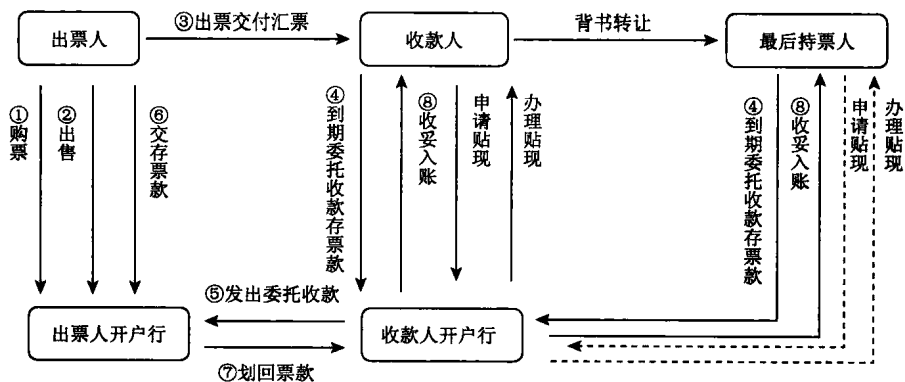 ③出票交付汇票
背书转让
出票人
收款人
最后持票人
①购票
②出售
⑥交存票款
④到期委托收款存票款
⑧收妥入账
申请贴现
办理贴现
④到期委托收款存票款
⑧收妥入账
申请贴现
办理贴现
⑤发出委托收款
出票人开户行
收款人开户行
⑦划回票款